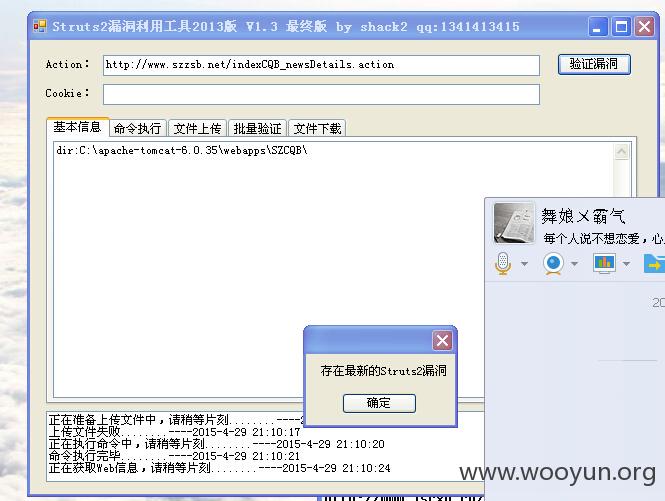 Struts2漏洞利用工具2013版 V1.3 最终版 by shack2 qq:1341413415
Action： http://www.szzsb.net/indexCQB_newsDetails.action 验证漏洞
Cookie：
基本信息 命令执行 文件上传 批量验证 文件下载
dir:C:\apache-tomcat-6.0.35\webapps\SZCQB\
舞娘乂霸气
每个人说不想恋爱，心
20
存在最新的Struts2漏洞
确定
正在准备上传文件中，请稍等片刻........----2
上传文件失败........----2015-4-29 21:10:17
正在执行命令中，请稍等片刻........----2015-4-29 21:10:20
命令执行完毕........----2015-4-29 21:10:21
正在获取Web信息，请稍等片刻........----2015-4-29 21:10:24
www.wooyun.org